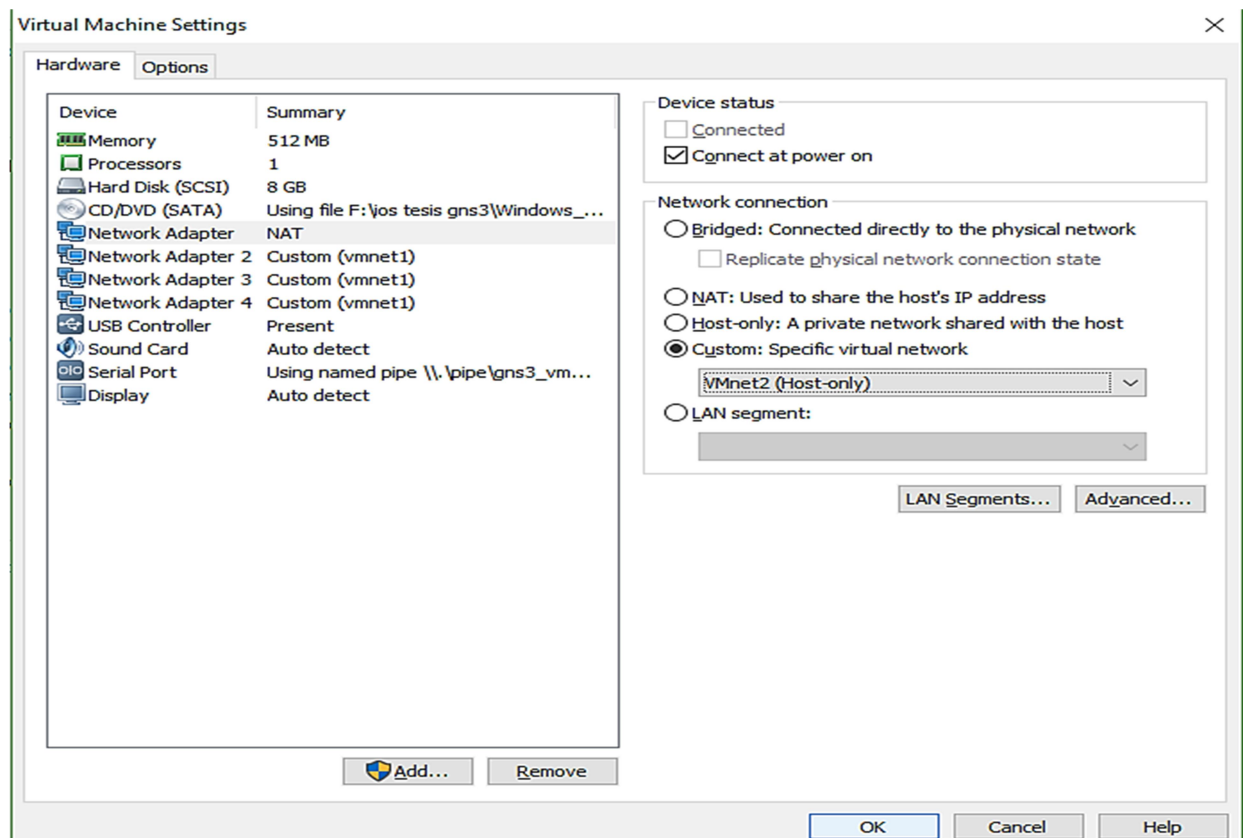 Virtual Machine Settings
Hardware
Options
Device Summary
Memory 512 MB
Processors 1
Hard Disk (SCSI) 8 GB
CD/DVD (SATA) Using file F:\ios tesis gns3\Windows_...
Network Adapter NAT
Network Adapter 2 Custom (vmnet1)
Network Adapter 3 Custom (vmnet1)
Network Adapter 4 Custom (vmnet1)
USB Controller Present
Sound Card Auto detect
Serial Port Using named pipe \\.\pipe\gns3_vm...
Display Auto detect
Add...
Remove
Device status
Connected
Connect at power on
Network connection
Bridged: Connected directly to the physical network
Replicate physical network connection state
NAT: Used to share the host's IP address
Host-only: A private network shared with the host
Custom: Specific virtual network
VMnet2 (Host-only)
LAN segment:
LAN Segments...
Advanced...
OK
Cancel
Help